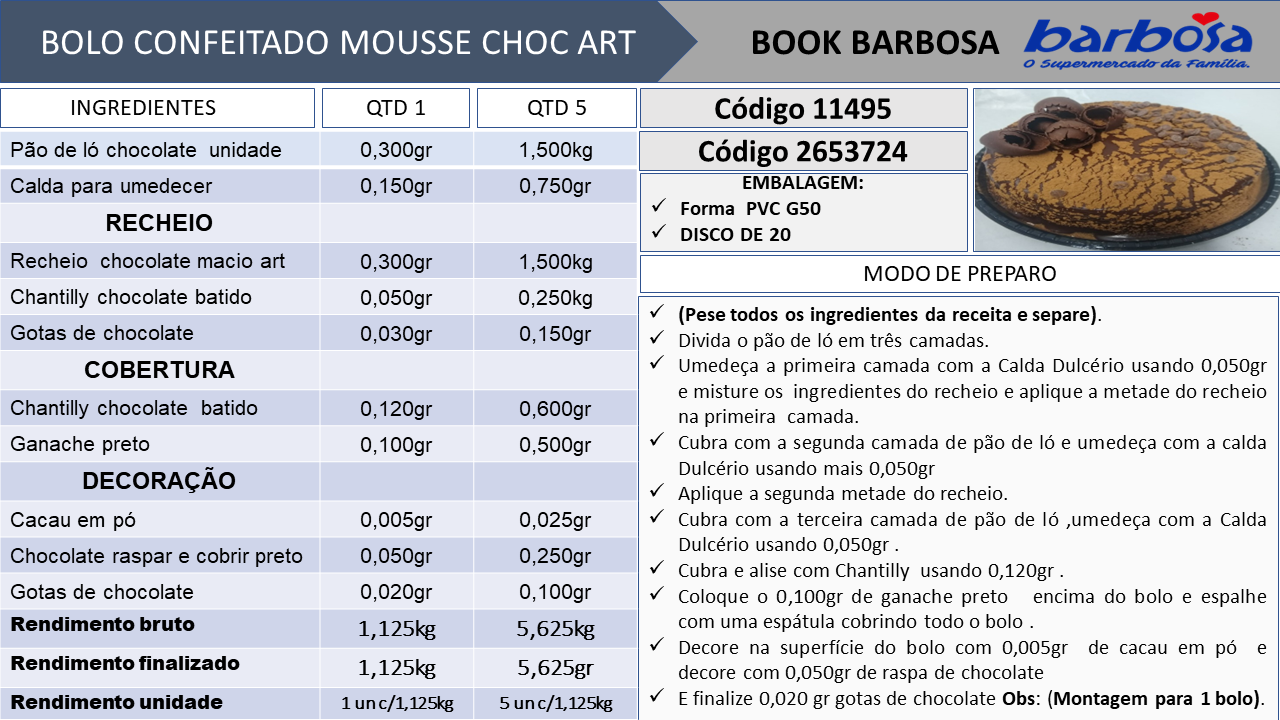 BOLO CONFEITADO MOUSSE CHOC ART
BOOK BARBOSA
barbosa
O Supermercado da Família.
INGREDIENTES QTD 1 QTD 5
Pão de ló chocolate unidade 0,300gr 1,500kg
Calda para umedecer 0,150gr 0,750gr
RECHEIO
Recheio chocolate macio art 0,300gr 1,500kg
Chantilly chocolate batido 0,050gr 0,250kg
Gotas de chocolate 0,030gr 0,150gr
COBERTURA
Chantilly chocolate batido 0,120gr 0,600gr
Ganache preto 0,100gr 0,500gr
DECORAÇÃO
Cacau em pó 0,005gr 0,025gr
Chocolate raspar e cobrir preto 0,050gr 0,250gr
Gotas de chocolate 0,020gr 0,100gr
Rendimento bruto 1,125kg 5,625kg
Rendimento finalizado 1,125kg 5,625gr
Rendimento unidade 1 un c/1,125kg 5 un c/1,125kg
Código 11495
Código 2653724
EMBALAGEM:
✓ Forma PVC G50
✓ DISCO DE 20
MODO DE PREPARO
✓ (Pese todos os ingredientes da receita e separe).
✓ Divida o pão de ló em três camadas.
✓ Umedeça a primeira camada com a Calda Dulcério usando 0,050gr
e misture os ingredientes do recheio e aplique a metade do recheio
na primeira camada.
✓ Cubra com a segunda camada de pão de ló e umedeça com a calda
Dulcério usando mais 0,050gr
✓ Aplique a segunda metade do recheio.
✓ Cubra com a terceira camada de pão de ló ,umedeça com a Calda
Dulcério usando 0,050gr .
✓ Cubra e alise com Chantilly usando 0,120gr .
✓ Coloque o 0,100gr de ganache preto encima do bolo e espalhe
com uma espátula cobrindo todo o bolo .
✓ Decore na superfície do bolo com 0,005gr de cacau em pó e
decore com 0,050gr de raspa de chocolate
✓ E finalize 0,020 gr gotas de chocolate Obs: (Montagem para 1 bolo).